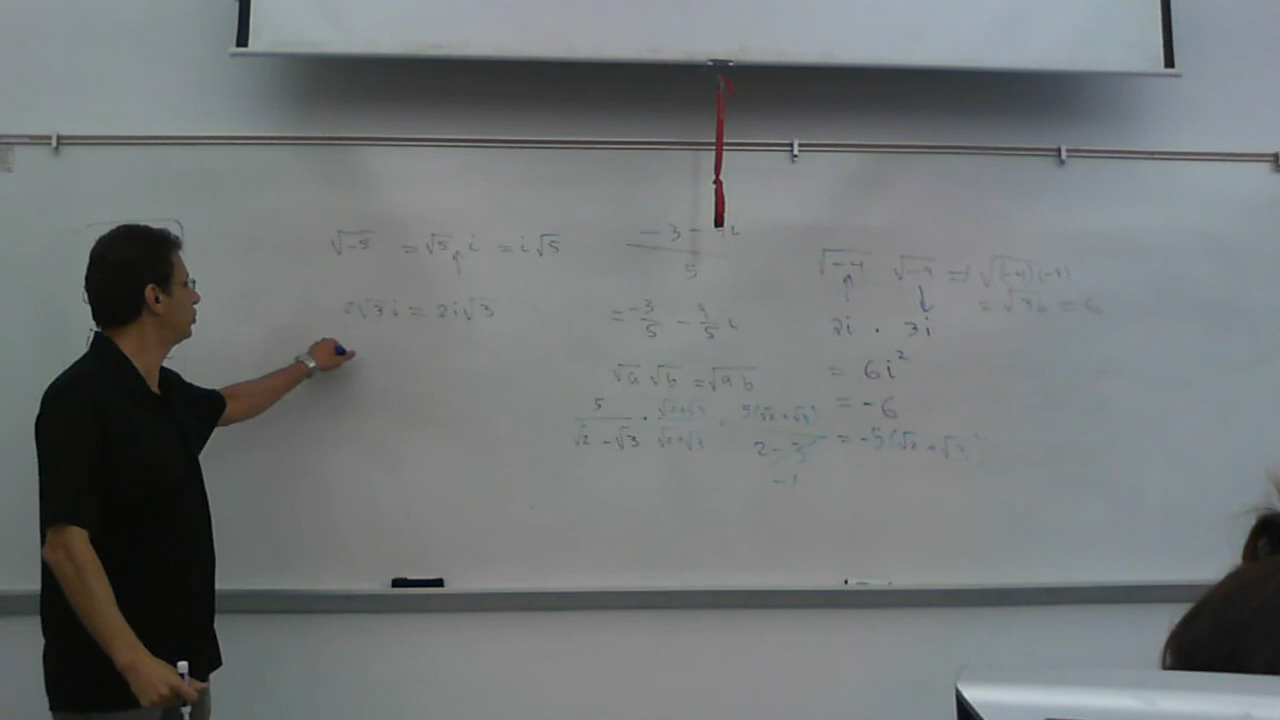 √-5 = √5 i = i√5
2√3 i = 2i√3
-3 - i
5
= -3/5 - 4/5 i
√a √b = √ab
5/(√2 - √3) · (√2+√3)/(√2+√3) = 5(√2+√3)/(2-3) = -5(√2+√3)
-1
√-4 √-9 = √(-4)(-9)
= √36 = 6
2i · 3i
= 6i²
= -6